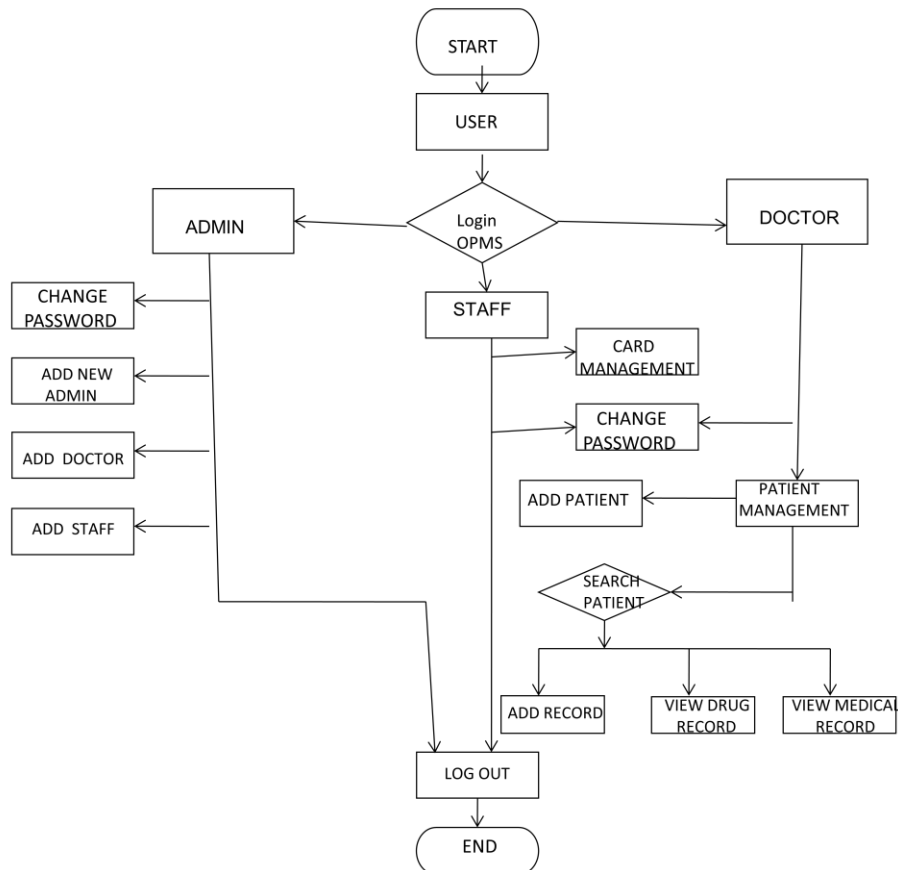 START
USER
Login
OPMS
ADMIN
DOCTOR
STAFF
CHANGE
PASSWORD
CARD
MANAGEMENT
ADD NEW
ADMIN
CHANGE
PASSWORD
ADD DOCTOR
ADD PATIENT
PATIENT
MANAGEMENT
ADD STAFF
SEARCH
PATIENT
ADD RECORD
VIEW DRUG
RECORD
VIEW MEDICAL
RECORD
LOG OUT
END